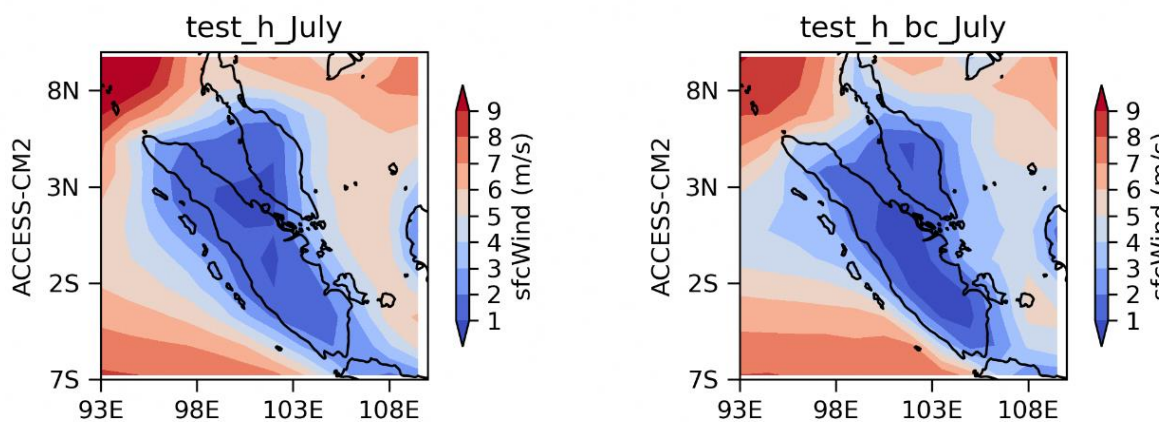 test_h_July
ACCESS-CM2
8N
3N
2S
7S
93E 98E 103E 108E
9
8
7
6
5
4
3
2
1
sfcWind (m/s)
test_h_bc_July
ACCESS-CM2
8N
3N
2S
7S
93E 98E 103E 108E
9
8
7
6
5
4
3
2
1
sfcWind (m/s)